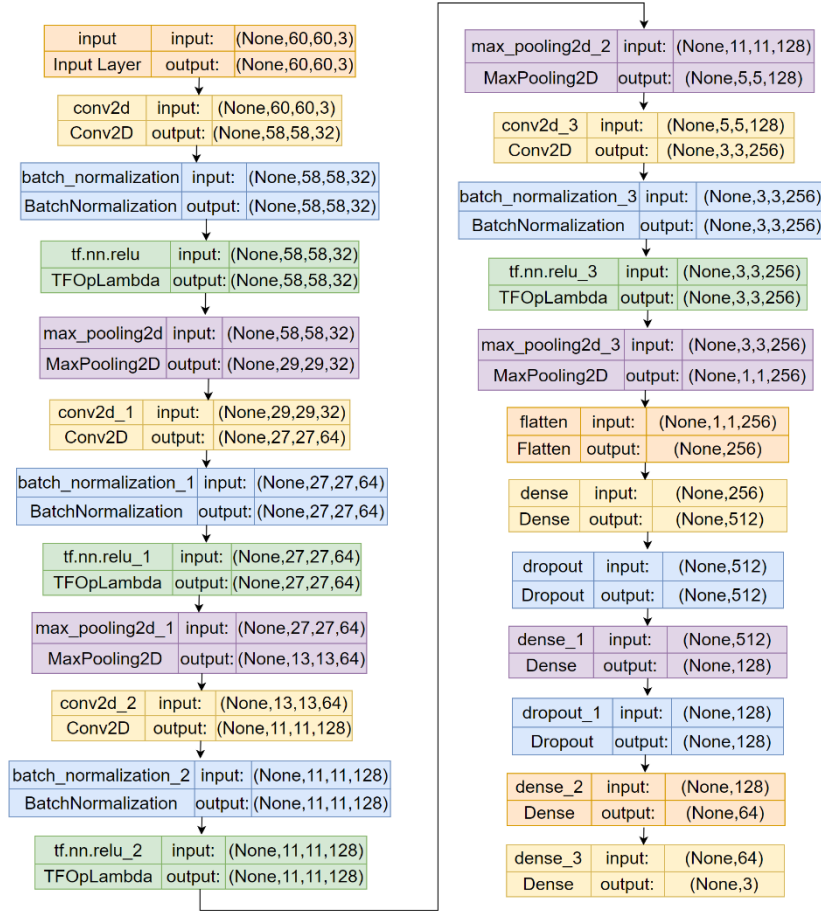 input input: (None,60,60,3)
Input Layer output: (None,60,60,3)
conv2d input: (None,60,60,3)
Conv2D output: (None,58,58,32)
batch_normalization input: (None,58,58,32)
BatchNormalization output: (None,58,58,32)
tf.nn.relu input: (None,58,58,32)
TFOpLambda output: (None,58,58,32)
max_pooling2d input: (None,58,58,32)
MaxPooling2D output: (None,29,29,32)
conv2d_1 input: (None,29,29,32)
Conv2D output: (None,27,27,64)
batch_normalization_1 input: (None,27,27,64)
BatchNormalization output: (None,27,27,64)
tf.nn.relu_1 input: (None,27,27,64)
TFOpLambda output: (None,27,27,64)
max_pooling2d_1 input: (None,27,27,64)
MaxPooling2D output: (None,13,13,64)
conv2d_2 input: (None,13,13,64)
Conv2D output: (None,11,11,128)
batch_normalization_2 input: (None,11,11,128)
BatchNormalization output: (None,11,11,128)
tf.nn.relu_2 input: (None,11,11,128)
TFOpLambda output: (None,11,11,128)
max_pooling2d_2 input: (None,11,11,128)
MaxPooling2D output: (None,5,5,128)
conv2d_3 input: (None,5,5,128)
Conv2D output: (None,3,3,256)
batch_normalization_3 input: (None,3,3,256)
BatchNormalization output: (None,3,3,256)
tf.nn.relu_3 input: (None,3,3,256)
TFOpLambda output: (None,3,3,256)
max_pooling2d_3 input: (None,3,3,256)
MaxPooling2D output: (None,1,1,256)
flatten input: (None,1,1,256)
Flatten output: (None,256)
dense input: (None,256)
Dense output: (None,512)
dropout input: (None,512)
Dropout output: (None,512)
dense_1 input: (None,512)
Dense output: (None,128)
dropout_1 input: (None,128)
Dropout output: (None,128)
dense_2 input: (None,128)
Dense output: (None,64)
dense_3 input: (None,64)
Dense output: (None,3)